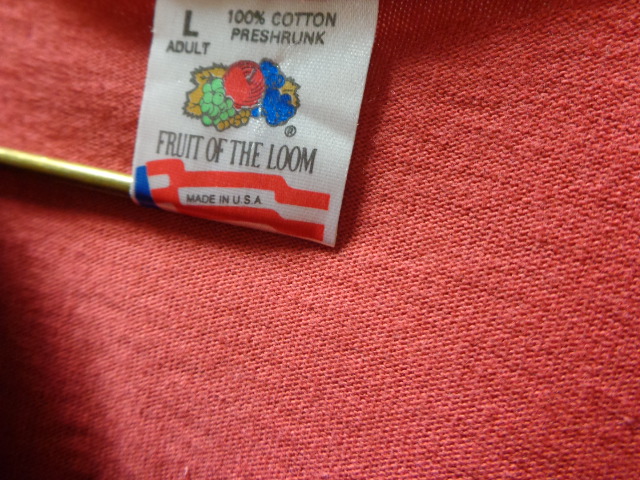 L
ADULT
100% COTTON
PRESHRUNK
®
FRUIT OF THE LOOM
MADE IN U.S.A